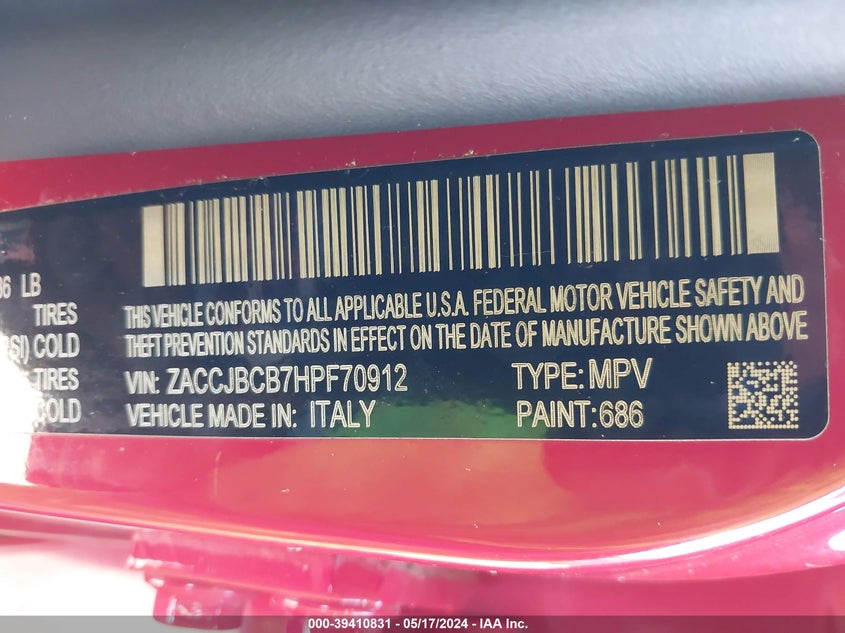 96 LB
TIRES
SI) COLD
TIRES
COLD
THIS VEHICLE CONFORMS TO ALL APPLICABLE U.S.A. FEDERAL MOTOR VEHICLE SAFETY AND
THEFT PREVENTION STANDARDS IN EFFECT ON THE DATE OF MANUFACTURE SHOWN ABOVE
VIN: ZACCJBCB7HPF70912 TYPE: MPV
VEHICLE MADE IN: ITALY PAINT: 686
000-39410831 - 05/17/2024 - IAA Inc.